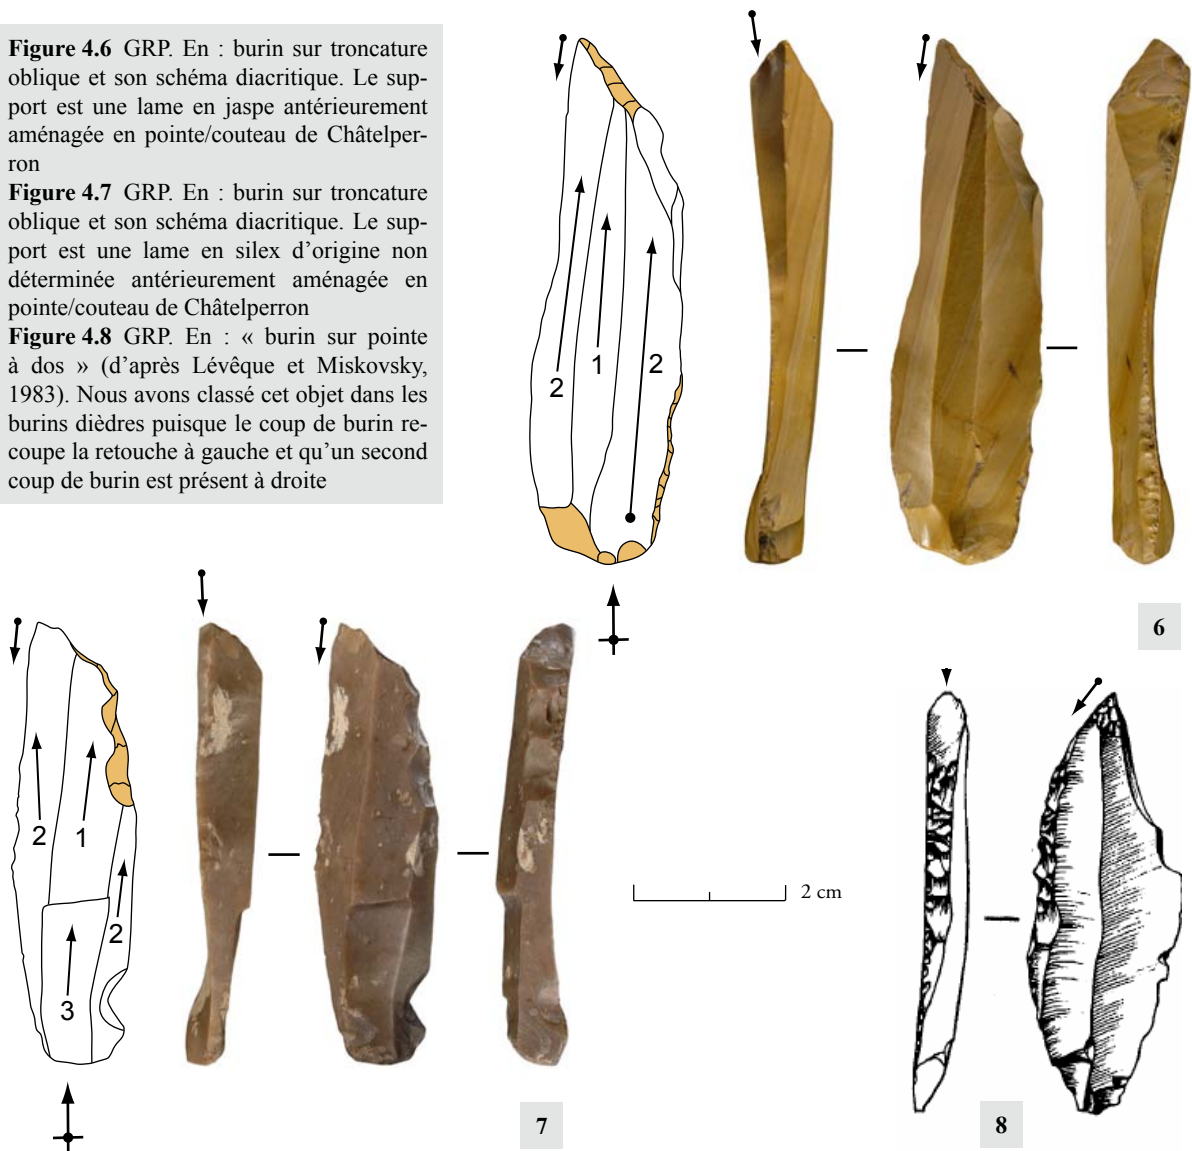 Figure 4.6 GRP. En : burin sur troncature
oblique et son schéma diacritique. Le sup-
port est une lame en jaspe antérieurement
aménagée en pointe/couteau de Châtelper-
ron
Figure 4.7 GRP. En : burin sur troncature
oblique et son schéma diacritique. Le sup-
port est une lame en silex d'origine non
déterminée antérieurement aménagée en
pointe/couteau de Châtelperron
Figure 4.8 GRP. En : « burin sur pointe
à dos » (d'après Lévêque et Miskovsky,
1983). Nous avons classé cet objet dans les
burins dièdres puisque le coup de burin re-
coupe la retouche à gauche et qu'un second
coup de burin est présent à droite
2
1
2
6
2
1
2
3
7
2 cm
8